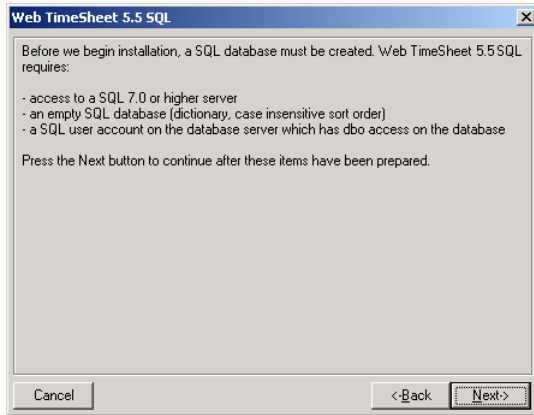 Web TimeSheet 5.5 SQL
Before we begin installation, a SQL database must be created. Web TimeSheet 5.5 SQL
requires:
- access to a SQL 7.0 or higher server
- an empty SQL database (dictionary, case insensitive sort order)
- a SQL user account on the database server which has dbo access on the database
Press the Next button to continue after these items have been prepared.
Cancel <-Back Next->